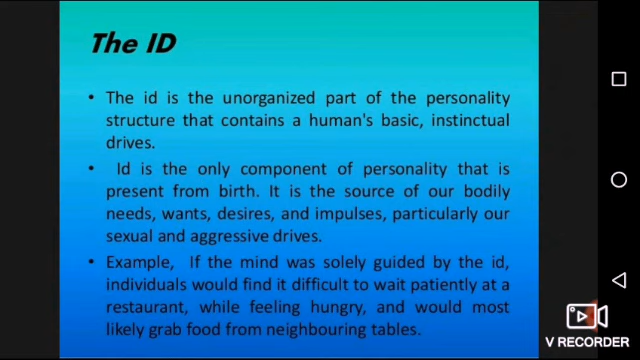 The ID
• The id is the unorganized part of the personality
structure that contains a human's basic, instinctual
drives.
• Id is the only component of personality that is
present from birth. It is the source of our bodily
needs, wants, desires, and impulses, particularly our
sexual and aggressive drives.
• Example, If the mind was solely guided by the id,
individuals would find it difficult to wait patiently at a
restaurant, while feeling hungry, and would most
likely grab food from neighbouring tables.
V RECORDER